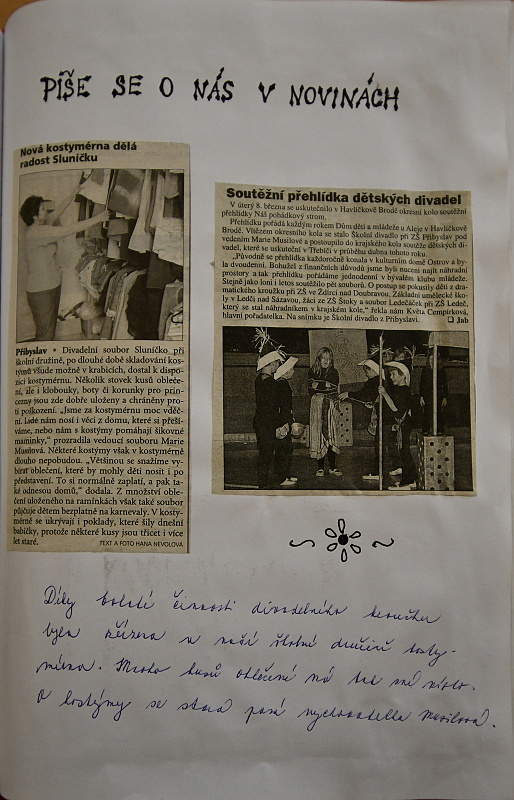 PÍŠE SE O NÁS V NOVINÁCH
Nová kostymérna dělá
radost Sluníčku
Přibyslav • Divadelní soubor Sluníčko při
školní družině, po dlouhé době skladování kos-
týmů všude možně v krabicích, dostal k dispo-
zici kostymérnu. Několik stovek kusů obleče-
ní, ale i klobouky, boty či korunky pro prin-
cezny jsou zde dobře uloženy a chráněny pro-
ti poškození. „Jsme za kostymérnu moc vděč-
ní. Lidé nám nosí i věci z domu, které si přeší-
váme, nebo nám s kostýmy pomáhají šikovné
maminky,“ prozradila vedoucí souboru Marie
Musilová. Některé kostýmy však v kostymérně
dlouho nepobudou. „Většinou se snažíme vy-
bírat oblečení, které by mohly děti nosit i po
představení. To si normálně zaplatí, a pak ta-
ké odnesou domů,“ dodala. Z množství oble-
čení uloženého na ramínkách však také soubor
půjčuje dětem bezplatně na karnevaly. V kosty-
mérně se ukrývají i poklady, které šily dnešní
babičky, protože některé kusy jsou třicet i více
let staré.
TEXT A FOTO HANA NEVOLOVÁ
Soutěžní přehlídka dětských divadel
V úterý 8. března se uskutečnilo v Havlíčkově Brodě okresní kolo soutěžní
přehlídky Náš pohádkový strom.
Přehlídku pořádá každým rokem Dům dětí a mládeže u Aleje v Havlíčkově
Brodě. Vítězem okresního kola se stalo Školní divadlo při ZŠ Přibyslav pod
vedením Marie Musilové a postoupilo do krajského kola soutěže dětských di-
vadel, které se uskuteční v Třebíči v průběhu dubna tohoto roku.
„Původně se přehlídka každoročně konala v Kulturním domě Ostrov a by-
la dvoudenní. Bohužel z finančních důvodů jsme byli nuceni najít náhradní
prostory a tak přehlídku pořádáme jednodenní v bývalém klubu mládeže.
Stejně jako loni i letos soutěžilo pět souborů. O postup se pokusily děti z dra-
matického kroužku při ZŠ ve Ždírci nad Doubravou, Základní umělecké ško-
ly v Ledči nad Sázavou, žáci ze ZŠ Štoky a soubor Ledečáček při ZŠ Ledeč,
který se stal náhradníkem v krajském kole,“ řekla nám Květa Cempírková,
hlavní pořadatelka. Na snímku je Školní divadlo z Přibyslavi. ❑ Jab
Díky bohaté činnosti divadelního kroužku
byla zřízena v naší školní družině kosty-
mérna. Mnoho kusů oblečení má tak své místo.
O kostýmy se stará paní vychovatelka Musilová.